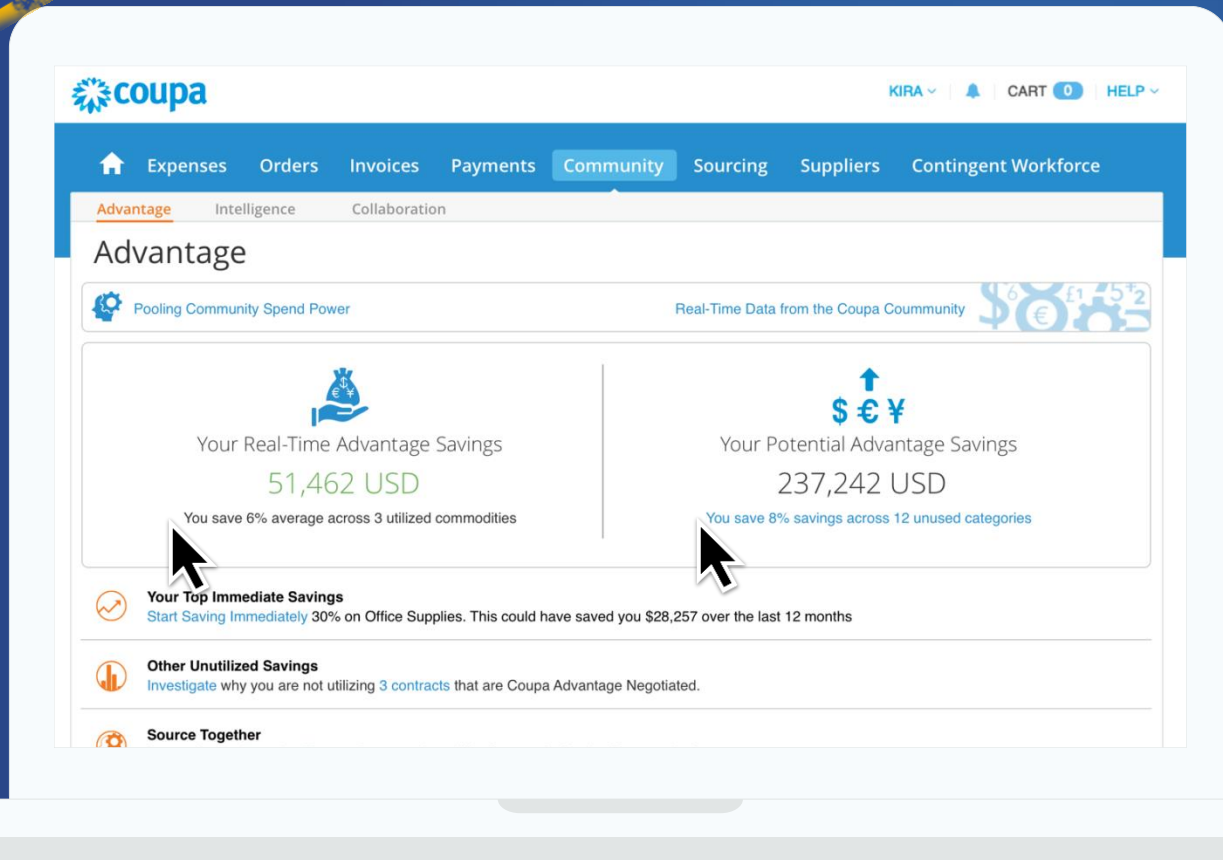 coupa
KIRA CART 0 HELP
Expenses Orders Invoices Payments Community Sourcing Suppliers Contingent Workforce
Advantage Intelligence Collaboration
Advantage
Pooling Community Spend Power
Real-Time Data from the Coupa Coummunity
$ 6 € £1 5+2
$ € ¥
Your Real-Time Advantage Savings
51,462 USD
You save 6% average across 3 utilized commodities
$ € ¥
Your Potential Advantage Savings
237,242 USD
You save 8% savings across 12 unused categories
Your Top Immediate Savings
Start Saving Immediately 30% on Office Supplies. This could have saved you $28,257 over the last 12 months
Other Unutilized Savings
Investigate why you are not utilizing 3 contracts that are Coupa Advantage Negotiated.
Source Together